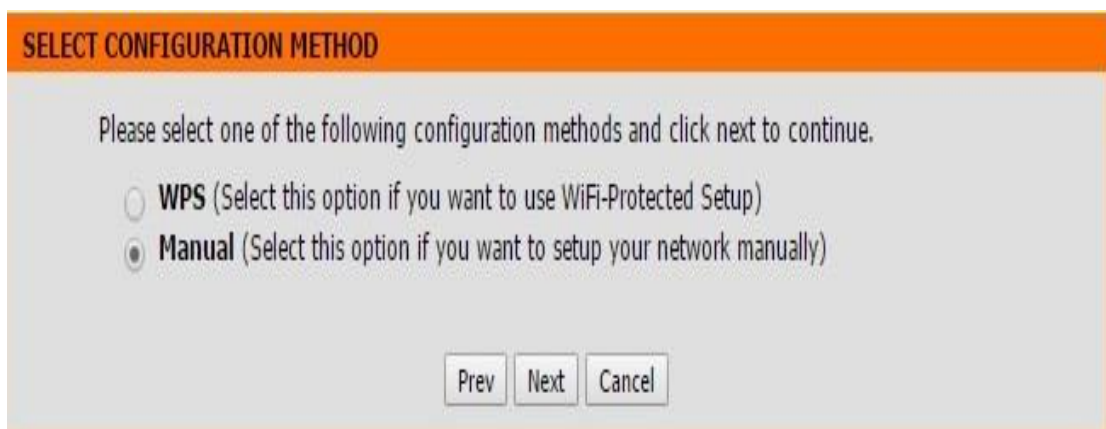 SELECT CONFIGURATION METHOD
Please select one of the following configuration methods and click next to continue.
WPS (Select this option if you want to use WiFi-Protected Setup)
Manual (Select this option if you want to setup your network manually)
Prev Next Cancel